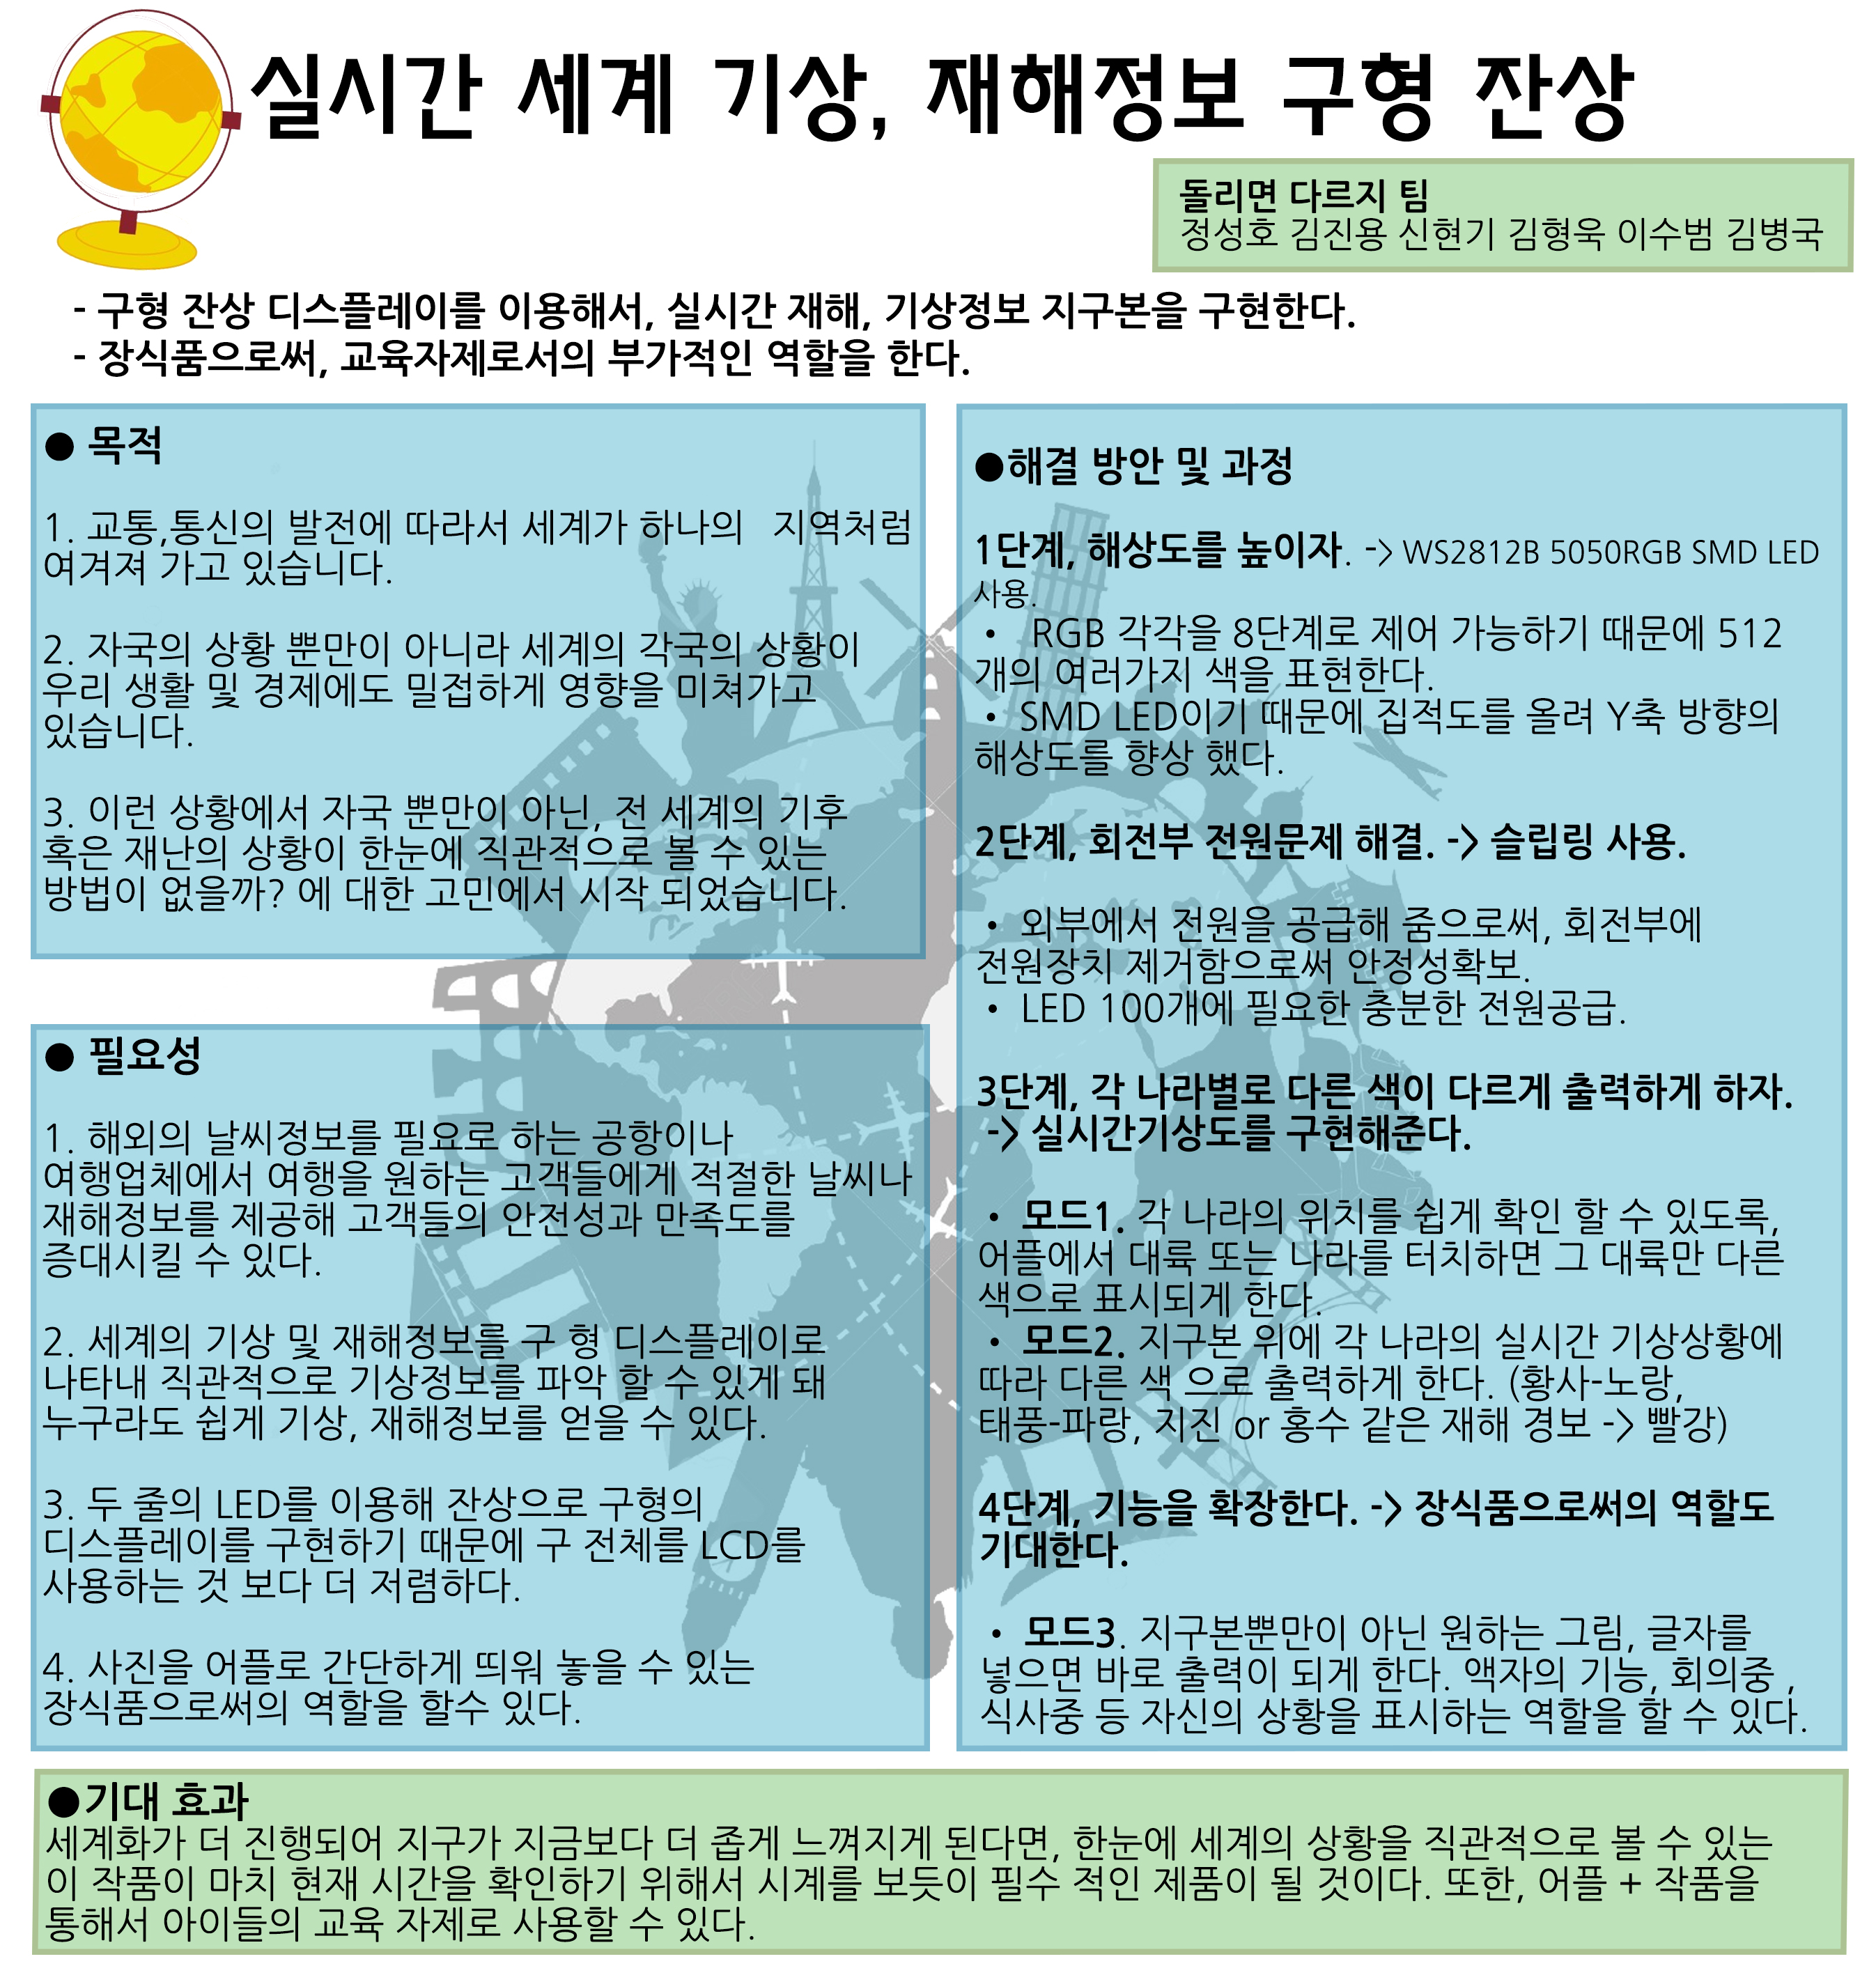 실시간 세계 기상, 재해정보 구형 잔상
돌리면 다르지 팀
정성호 김진용 신현기 김형욱 이수범 김병국
- 구형 잔상 디스플레이를 이용해서, 실시간 재해, 기상정보 지구본을 구현한다.
- 장식품으로써, 교육자제로서의 부가적인 역할을 한다.
● 목적
1. 교통,통신의 발전에 따라서 세계가 하나의 지역처럼
여겨져 가고 있습니다.
2. 자국의 상황 뿐만이 아니라 세계의 각국의 상황이
우리 생활 및 경제에도 밀접하게 영향을 미쳐가고
있습니다.
3. 이런 상황에서 자국 뿐만이 아닌, 전 세계의 기후
혹은 재난의 상황이 한눈에 직관적으로 볼 수 있는
방법이 없을까? 에 대한 고민에서 시작 되었습니다.
● 필요성
1. 해외의 날씨정보를 필요로 하는 공항이나
여행업체에서 여행을 원하는 고객들에게 적절한 날씨나
재해정보를 제공해 고객들의 안전성과 만족도를
증대시킬 수 있다.
2. 세계의 기상 및 재해정보를 구 형 디스플레이로
나타내 직관적으로 기상정보를 파악 할 수 있게 돼
누구라도 쉽게 기상, 재해정보를 얻을 수 있다.
3. 두 줄의 LED를 이용해 잔상으로 구형의
디스플레이를 구현하기 때문에 구 전체를 LCD를
사용하는 것 보다 더 저렴하다.
4. 사진을 어플로 간단하게 띄워 놓을 수 있는
장식품으로써의 역할을 할수 있다.
●해결 방안 및 과정
1단계, 해상도를 높이자. -> WS2812B 5050RGB SMD LED
사용.
• RGB 각각을 8단계로 제어 가능하기 때문에 512
개의 여러가지 색을 표현한다.
• SMD LED이기 때문에 집적도를 올려 Y축 방향의
해상도를 향상 했다.
2단계, 회전부 전원문제 해결. -> 슬립링 사용.
• 외부에서 전원을 공급해 줌으로써, 회전부에
전원장치 제거함으로써 안정성확보.
• LED 100개에 필요한 충분한 전원공급.
3단계, 각 나라별로 다른 색이 다르게 출력하게 하자.
-> 실시간기상도를 구현해준다.
• 모드1. 각 나라의 위치를 쉽게 확인 할 수 있도록,
어플에서 대륙 또는 나라를 터치하면 그 대륙만 다른
색으로 표시되게 한다.
• 모드2. 지구본 위에 각 나라의 실시간 기상상황에
따라 다른 색 으로 출력하게 한다. (황사-노랑,
태풍-파랑, 지진 or 홍수 같은 재해 경보 -> 빨강)
4단계, 기능을 확장한다. -> 장식품으로써의 역할도
기대한다.
• 모드3. 지구본뿐만이 아닌 원하는 그림, 글자를
넣으면 바로 출력이 되게 한다. 액자의 기능, 회의중 ,
식사중 등 자신의 상황을 표시하는 역할을 할 수 있다.
●기대 효과
세계화가 더 진행되어 지구가 지금보다 더 좁게 느껴지게 된다면, 한눈에 세계의 상황을 직관적으로 볼 수 있는
이 작품이 마치 현재 시간을 확인하기 위해서 시계를 보듯이 필수 적인 제품이 될 것이다. 또한, 어플 + 작품을
통해서 아이들의 교육 자제로 사용할 수 있다.